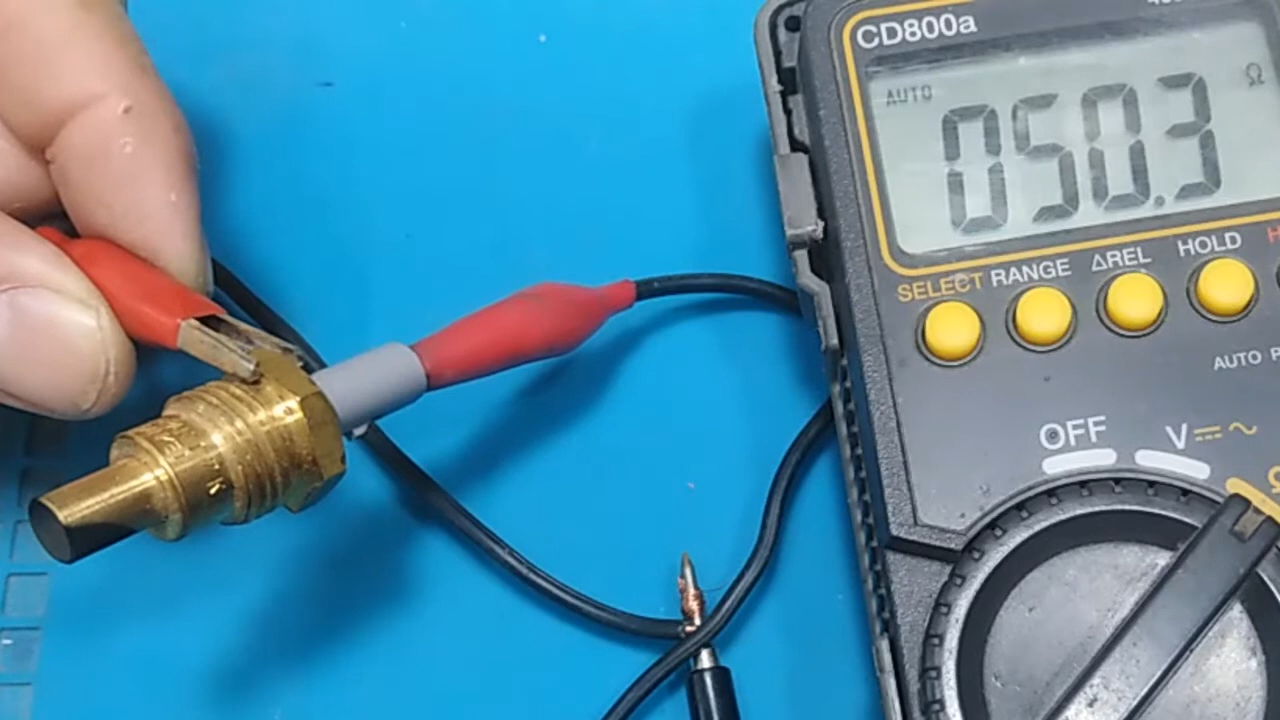 CD800a
AUTO
050.3 Ω
SELECT RANGE ΔREL HOLD
AUTO
OFF
V
Ω